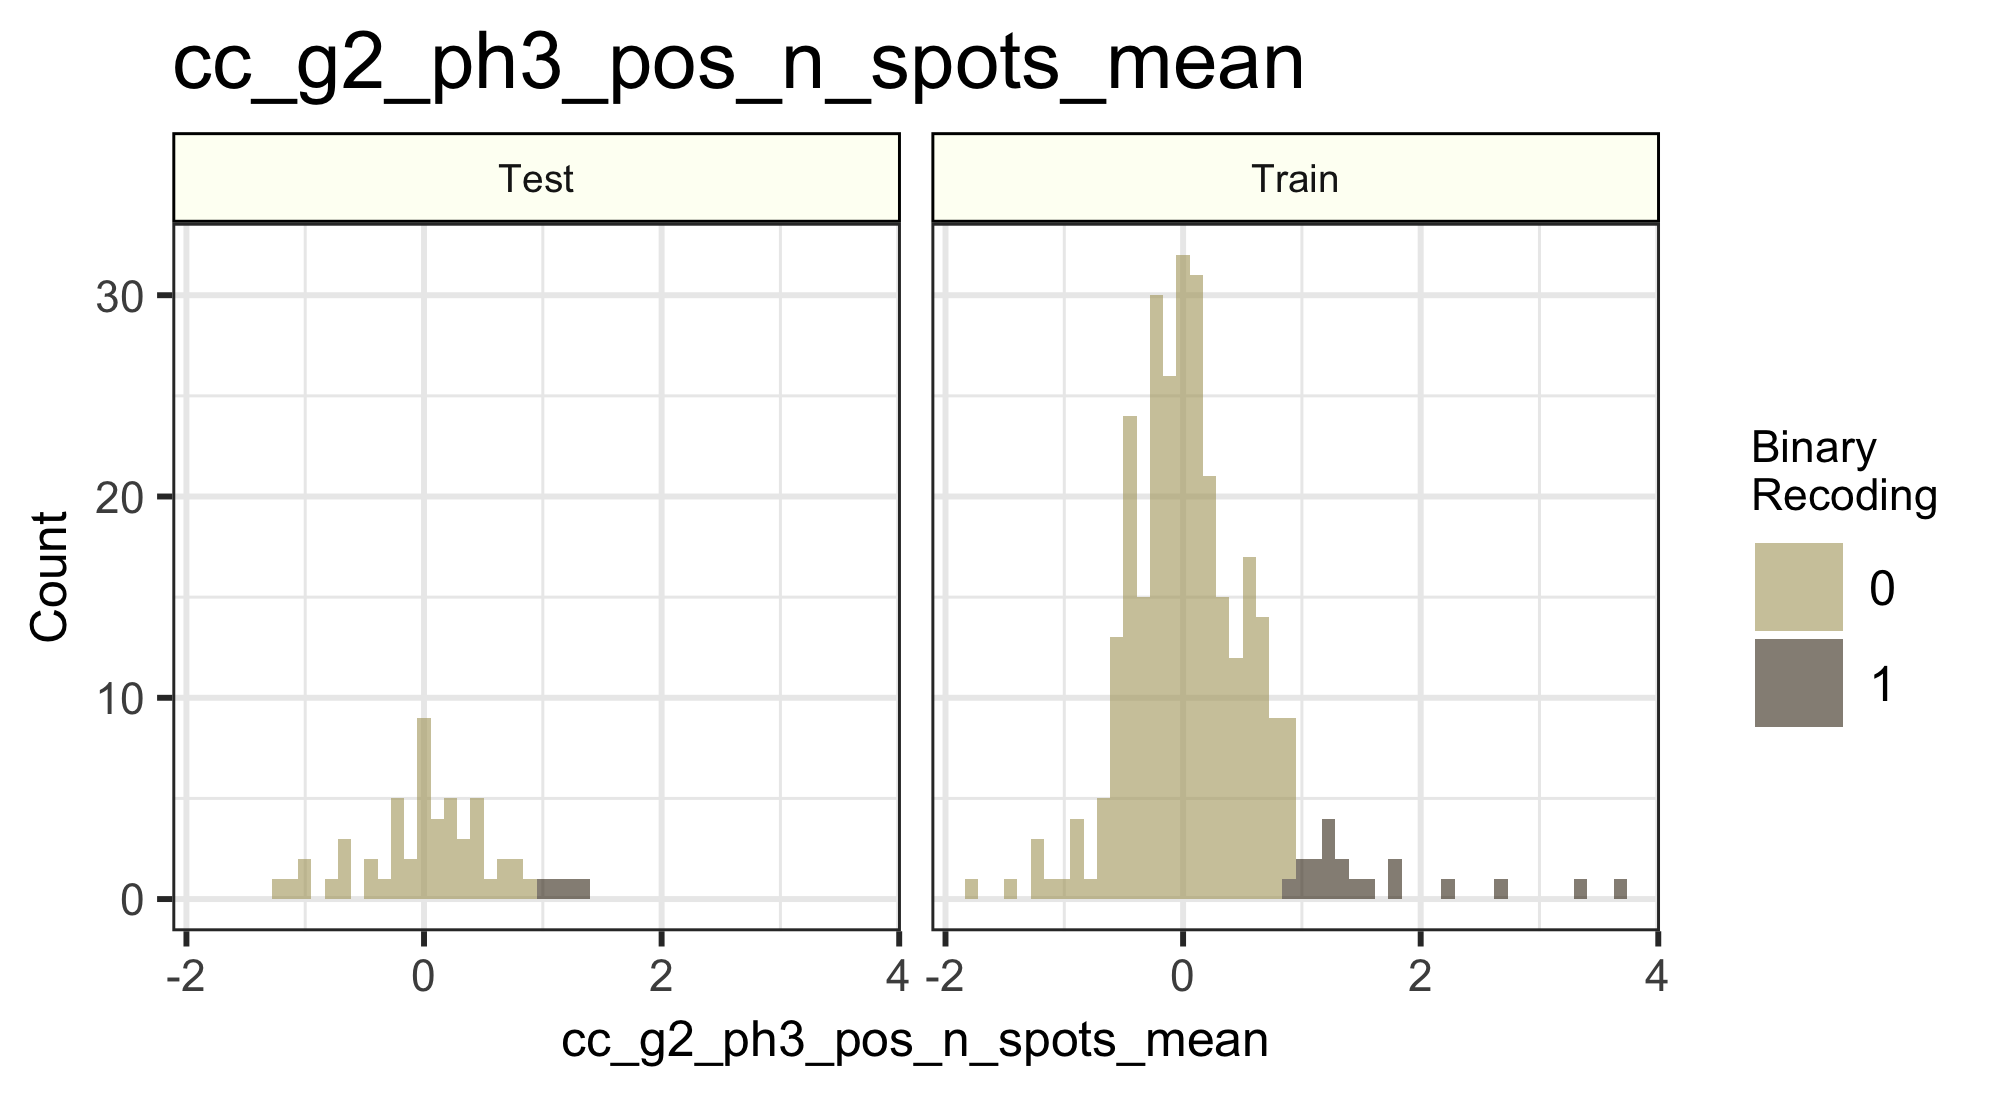 cc_g2_ph3_pos_n_spots_mean
Test
Train
30
20
10
0
Count
-2
0
2
4
-2
0
2
4
cc_g2_ph3_pos_n_spots_mean
Binary
Recoding
0
1